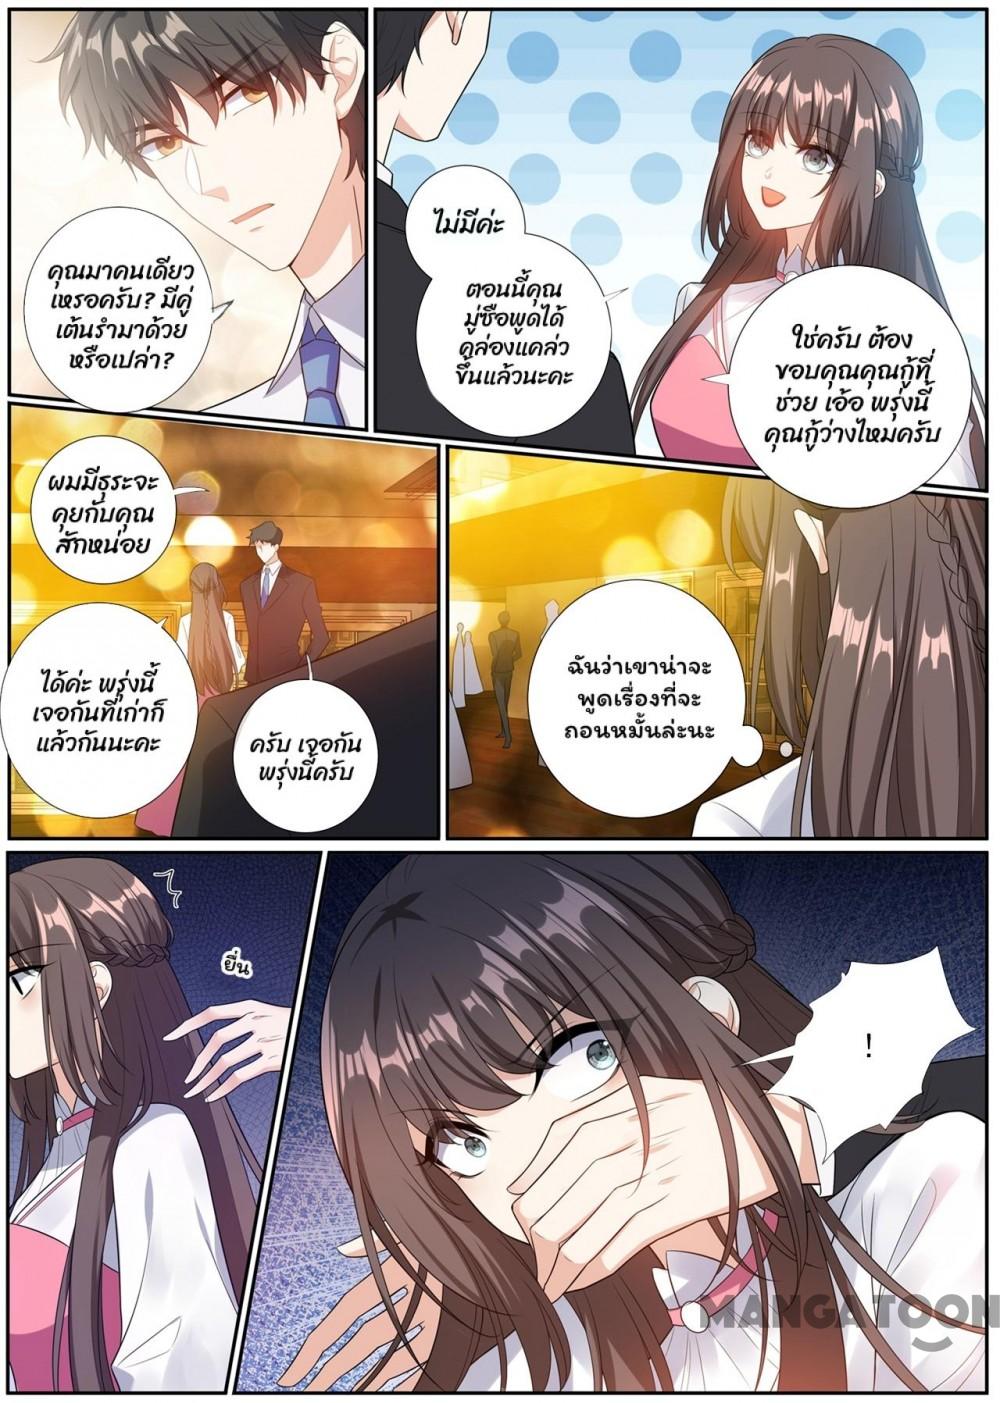 คุณมาคนเดียว
เหรอครับ? มีคู่
เต้นรำมาด้วย
หรือเปล่า?
ไม่มีค่ะ
ตอนนี้คุณ
มู่ซือพูดได้
คล่องแคล่ว
ขึ้นแล้วนะคะ
ใช่ครับ ต้อง
ขอบคุณคุณกู้ที่
ช่วย เอ้อ พรุ่งนี้
คุณกู้ว่างไหมครับ
ผมมีธุระจะ
คุยกับคุณ
สักหน่อย
ได้ค่ะ พรุ่งนี้
เจอกันที่เก่าก็
แล้วกันนะคะ
ครับ เจอกัน
พรุ่งนี้ครับ
ฉันว่าเขาน่าจะ
พูดเรื่องที่จะ
ถอนหมั้นล่ะนะ
ยื่น
!
MANGATOON